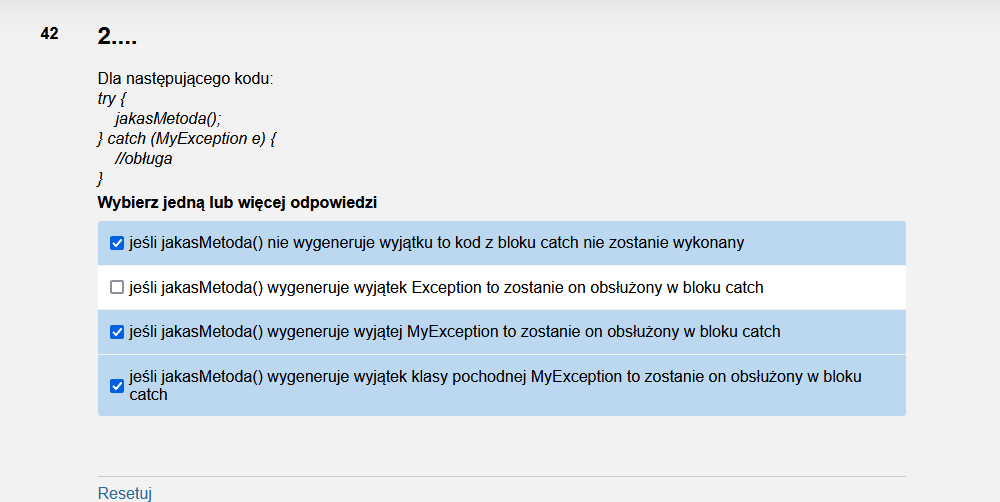 42
2....
Dla następującego kodu:
try {
jakasMetoda();
} catch (MyException e) {
//obługa
}
Wybierz jedną lub więcej odpowiedzi
jeśli jakasMetoda() nie wygeneruje wyjątku to kod z bloku catch nie zostanie wykonany
jeśli jakasMetoda() wygeneruje wyjątek Exception to zostanie on obsłużony w bloku catch
jeśli jakasMetoda() wygeneruje wyjątej MyException to zostanie on obsłużony w bloku catch
jeśli jakasMetoda() wygeneruje wyjątek klasy pochodnej MyException to zostanie on obsłużony w bloku
catch
Resetuj